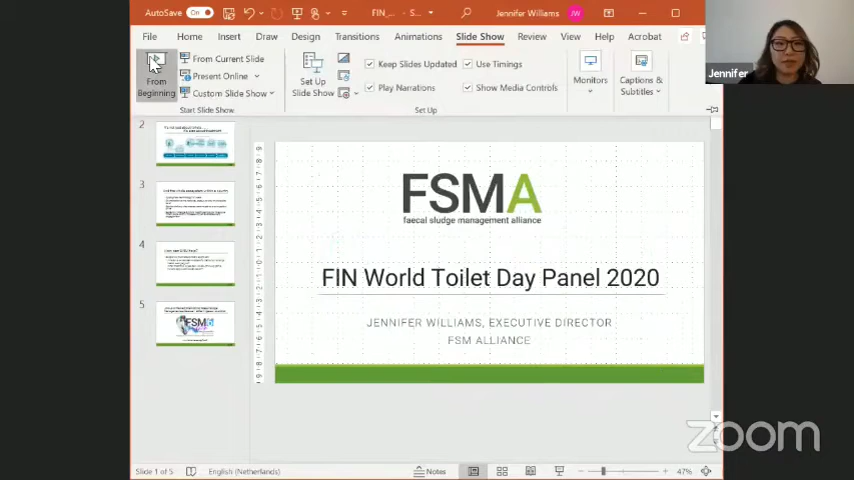 AutoSave On FIN_... - S... Jennifer Williams JW
File Home Insert Draw Design Transitions Animations Slide Show Review View Help Acrobat
From Beginning
From Current Slide
Present Online
Custom Slide Show
Start Slide Show
Set Up Slide Show
Keep Slides Updated
Play Narrations
Use Timings
Show Media Controls
Set Up
Monitors
Captions & Subtitles
Jennifer
2
3
4
5
FSM6
FSMA
faecal sludge management alliance
FIN World Toilet Day Panel 2020
JENNIFER WILLIAMS, EXECUTIVE DIRECTOR
FSM ALLIANCE
zoom
Slide 1 of 5 English (Netherlands) Notes 47%